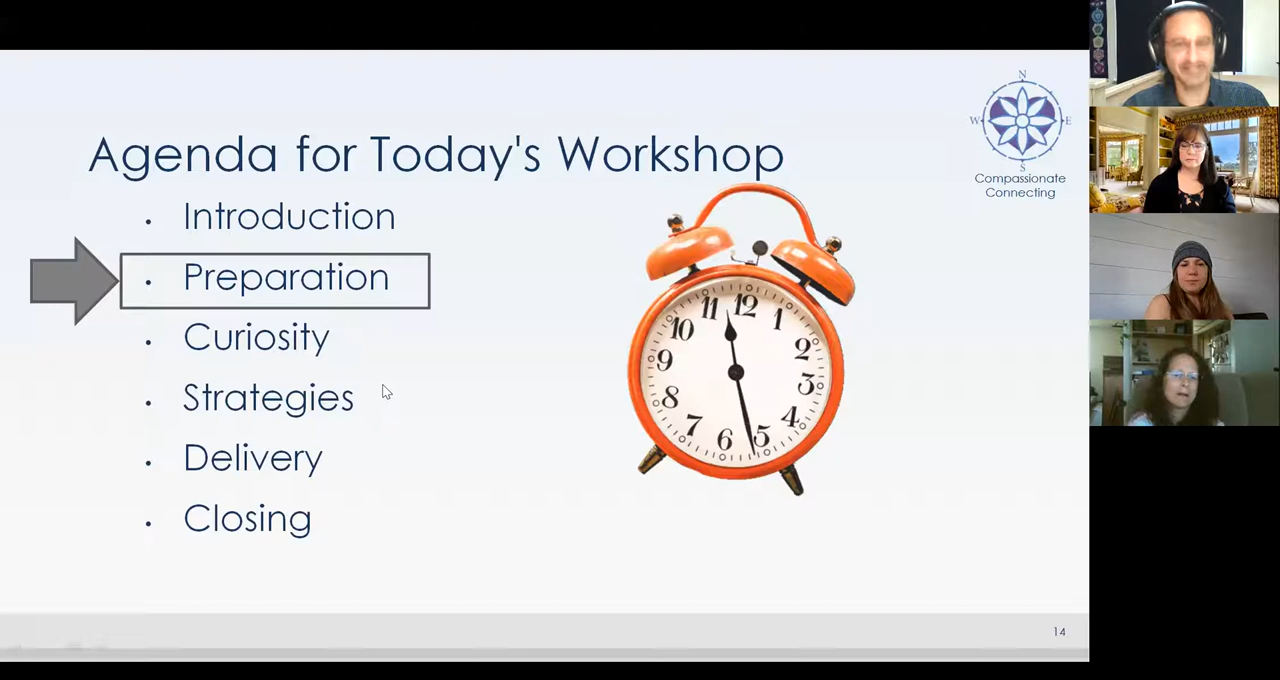 Agenda for Today's Workshop
• Introduction
• Preparation
• Curiosity
• Strategies
• Delivery
• Closing
N
W
E
S
Compassionate
Connecting
11 12 1
10 2
9 3
8 4
7 6 5
14